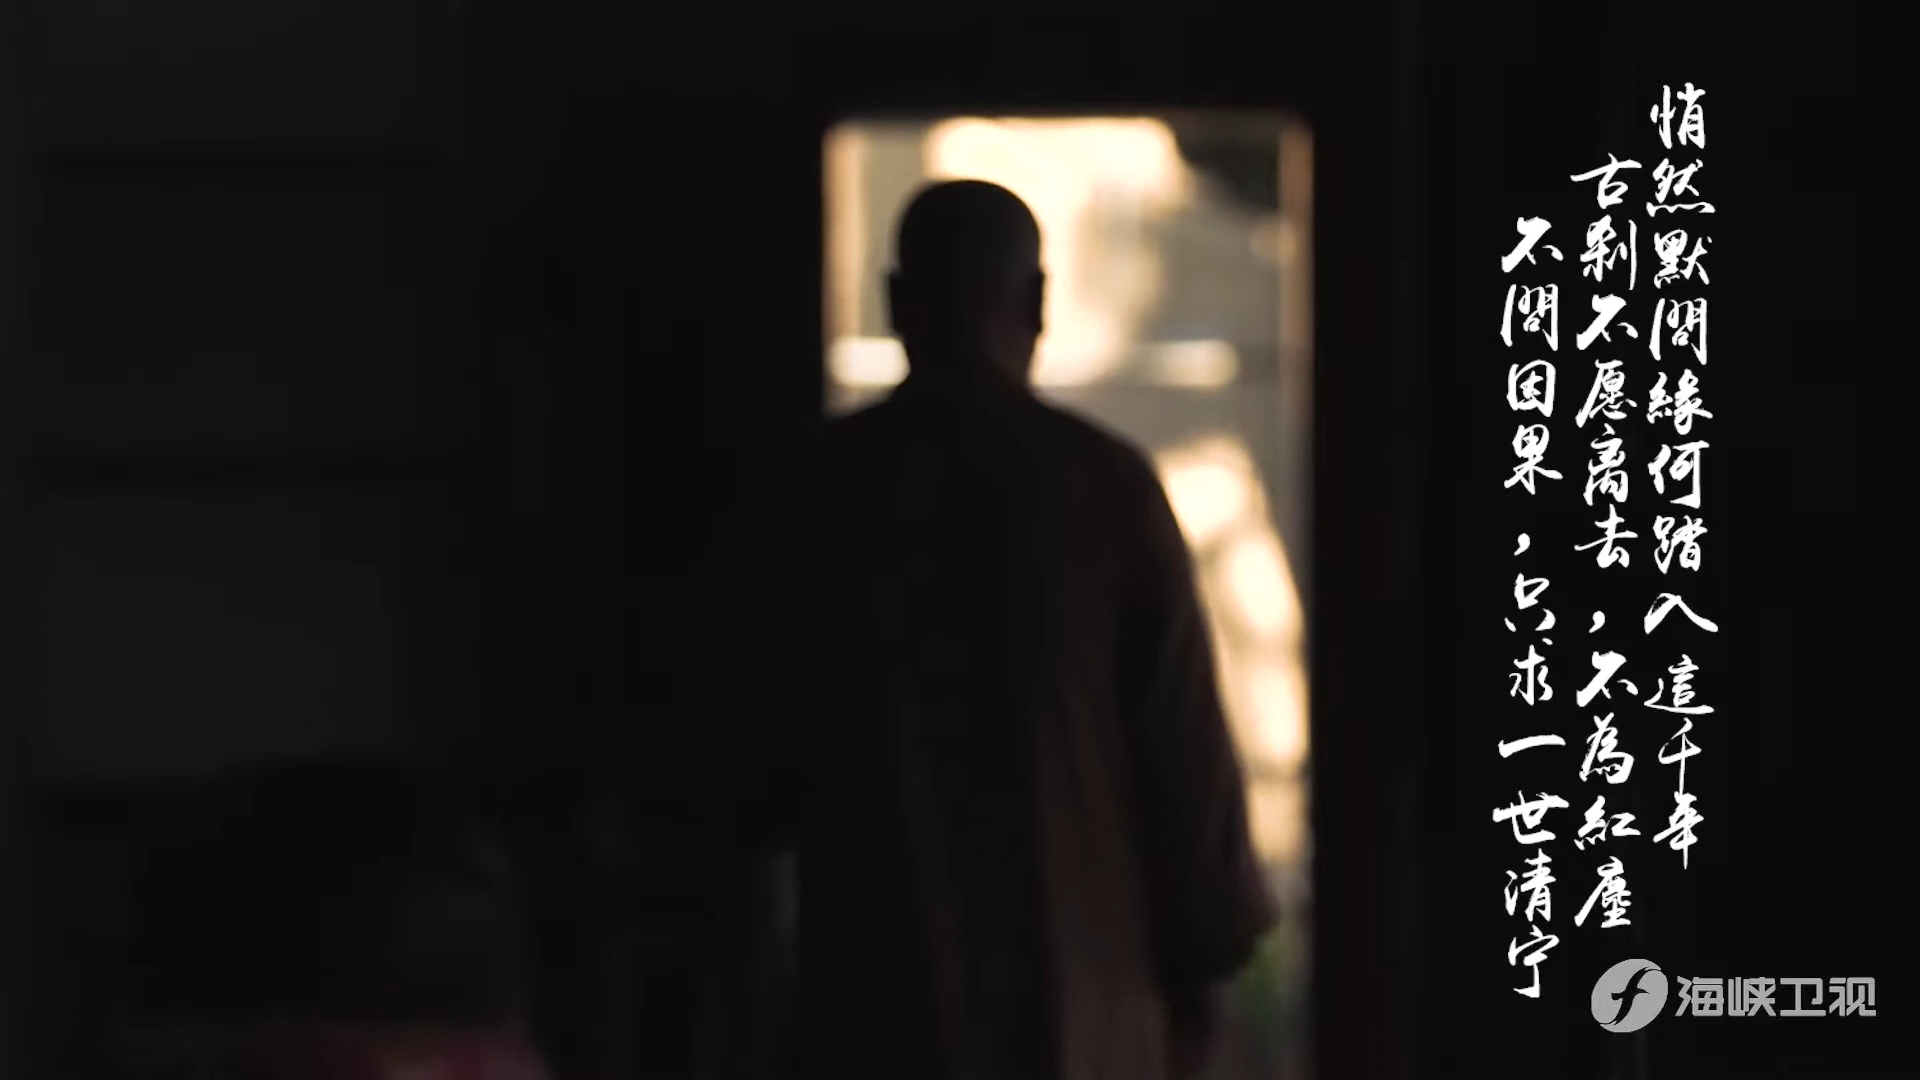 悄然默問緣何踏入這千年
古刹不愿离去，不為紅塵
不問因果，只求一世清宁
海峡卫视